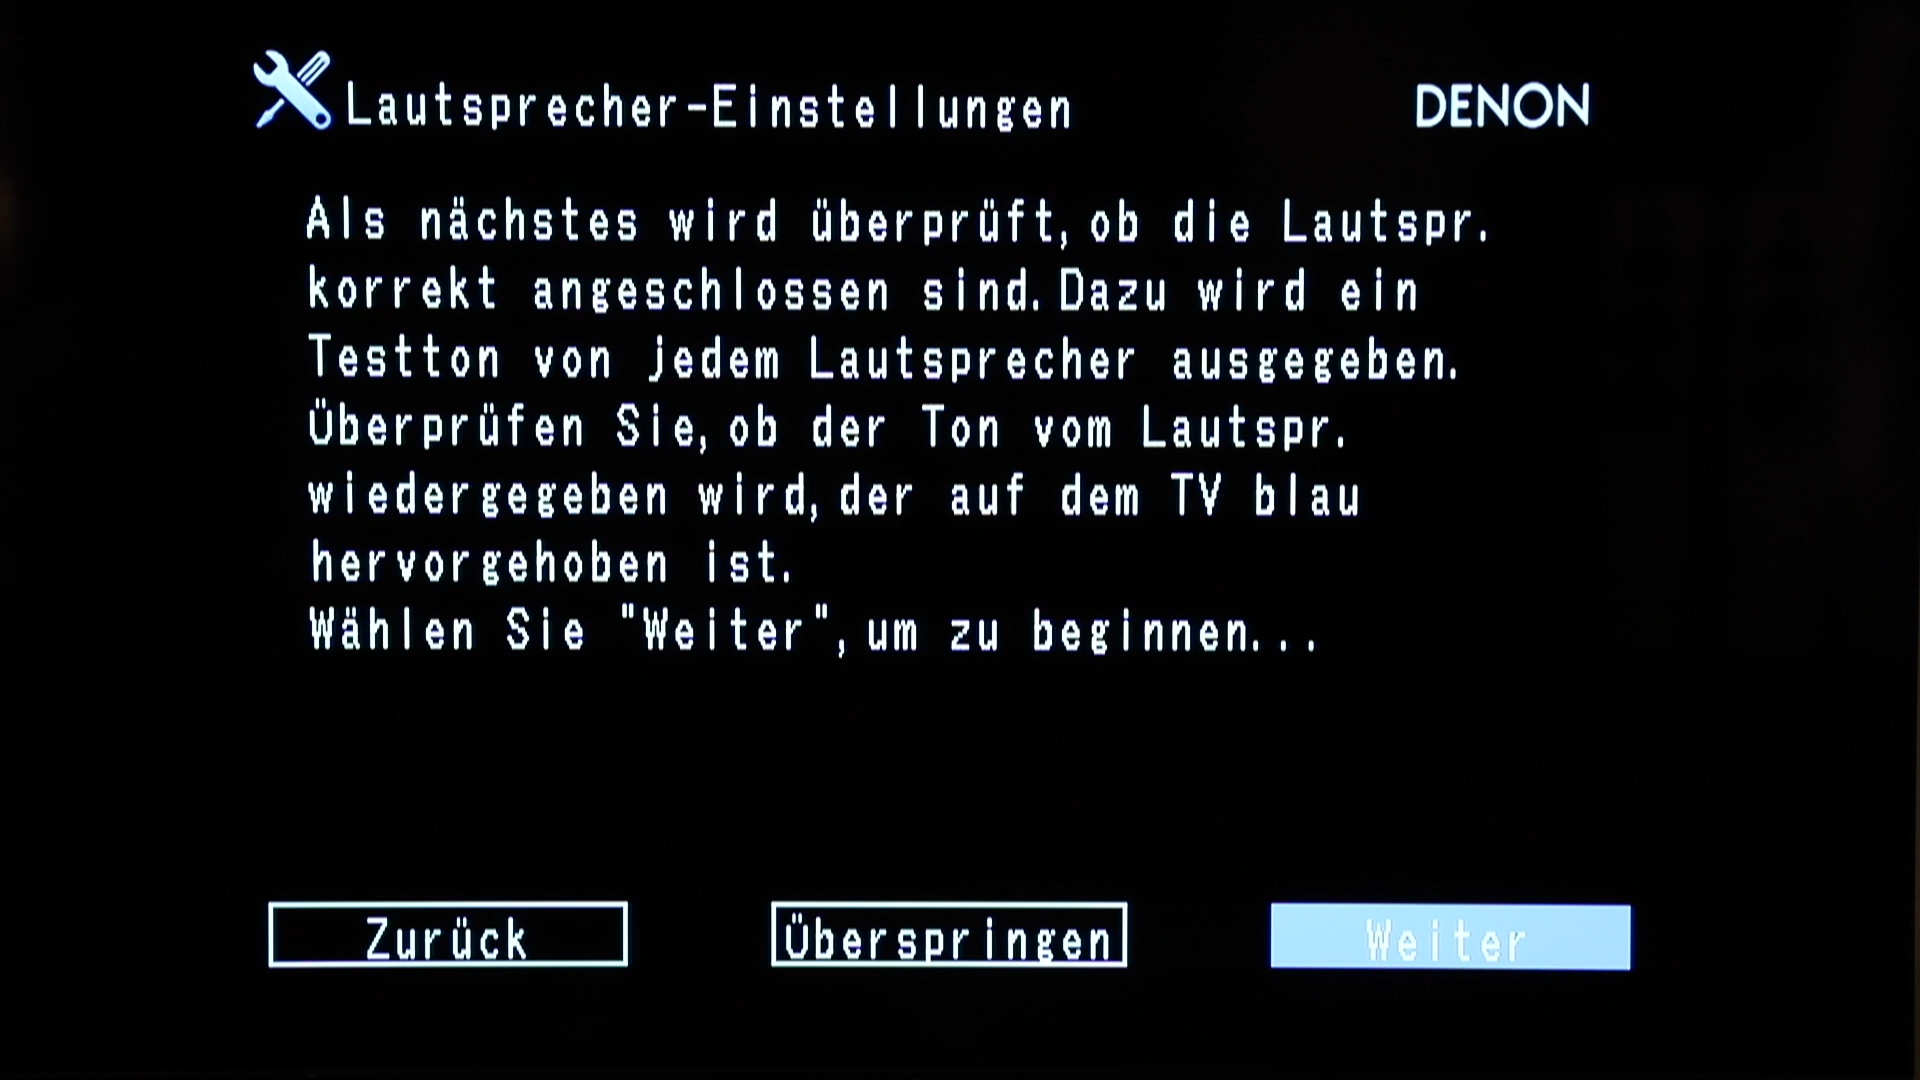 Lautsprecher-Einstellungen
DENON
Als nächstes wird überprüft, ob die Lautspr.
korrekt angeschlossen sind. Dazu wird ein
Testton von jedem Lautsprecher ausgegeben.
Überprüfen Sie, ob der Ton vom Lautspr.
wiedergegeben wird, der auf dem TV blau
hervorgehoben ist.
Wählen Sie "Weiter", um zu beginnen...
Zurück
Überspringen
Weiter